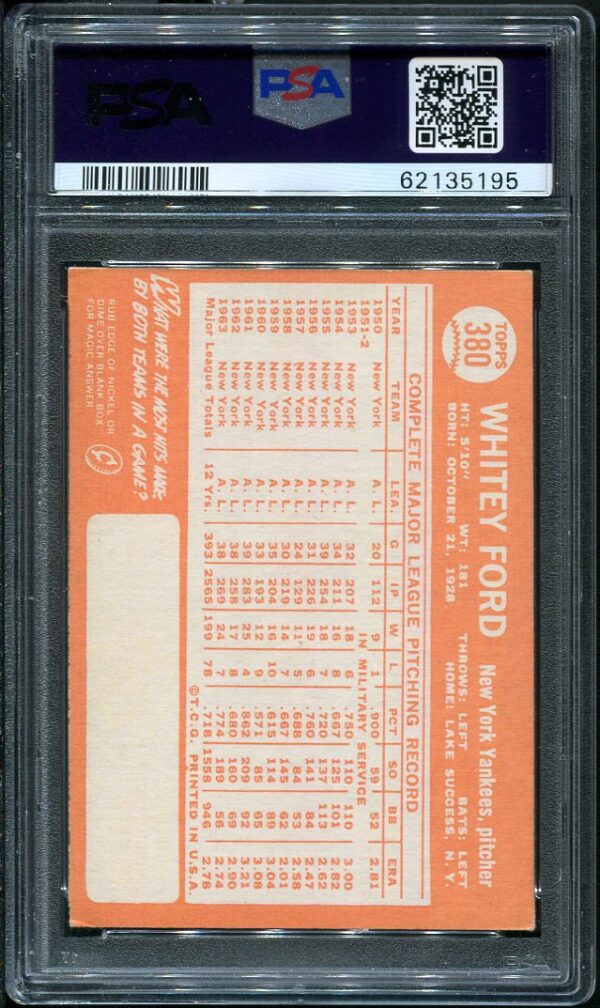 PSA
PSA
62135195
TOPPS
380
WHITEY FORD New York Yankees, pitcher
HT: 5'10" WT: 181 THROWS: LEFT BATS: LEFT
BORN: OCTOBER 21, 1928 HOME: LAKE SUCCESS, N.Y.
COMPLETE MAJOR LEAGUE PITCHING RECORD
YEAR TEAM LEA. G IP W L PCT SO BB ERA
1950 New York A. L. 20 112 9 1 .900 59 52 2.81
1951-2 IN MILITARY SERVICE
1953 New York A. L. 32 207 18 6 .750 110 110 3.00
1954 New York A. L. 34 211 16 8 .667 125 101 2.82
1955 New York A. L. 39 254 18 7 .720 137 113 2.62
1956 New York A. L. 31 226 19 6 .760 141 84 2.47
1957 New York A. L. 24 129 11 5 .688 84 53 2.58
1958 New York A. L. 30 219 14 7 .667 145 62 2.01
1959 New York A. L. 35 204 16 10 .615 114 89 3.04
1960 New York A. L. 33 193 12 9 .571 85 65 3.08
1961 New York A. L. 39 283 25 4 .862 209 92 3.21
1962 New York A. L. 38 258 17 8 .680 160 69 2.90
1963 New York A. L. 38 269 24 7 .774 189 56 2.74
Major League Totals 12 Yrs. 393 2565 199 78 .718 1558 946 2.78
©T.C.G. PRINTED IN U.S.A.
WHAT WERE THE MOST HITS MADE
BY BOTH TEAMS IN A GAME?
RUB EDGE OF NICKEL OR
DIME OVER BLANK BOX
FOR MAGIC ANSWER
PSA